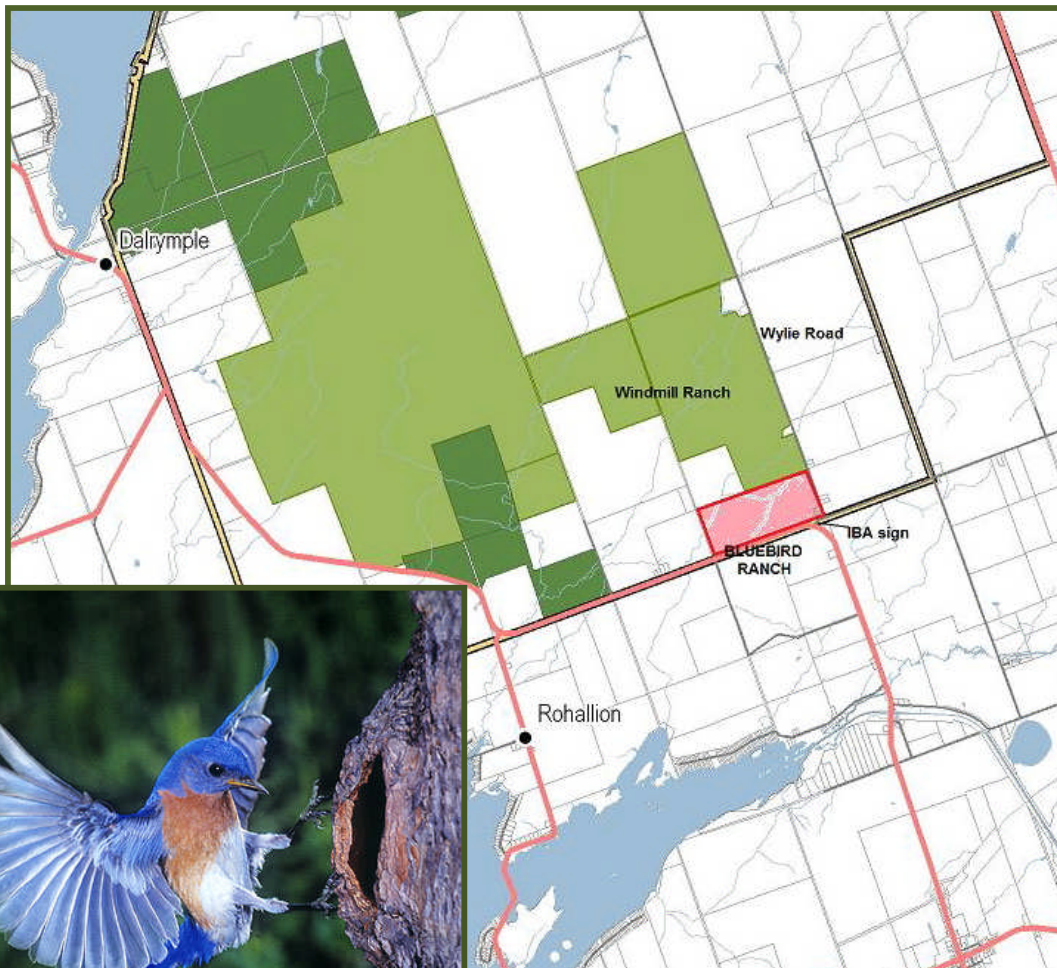 Dalrymple
Wylie Road
Windmill Ranch
IBA sign
BLUEBIRD
RANCH
Rohallion